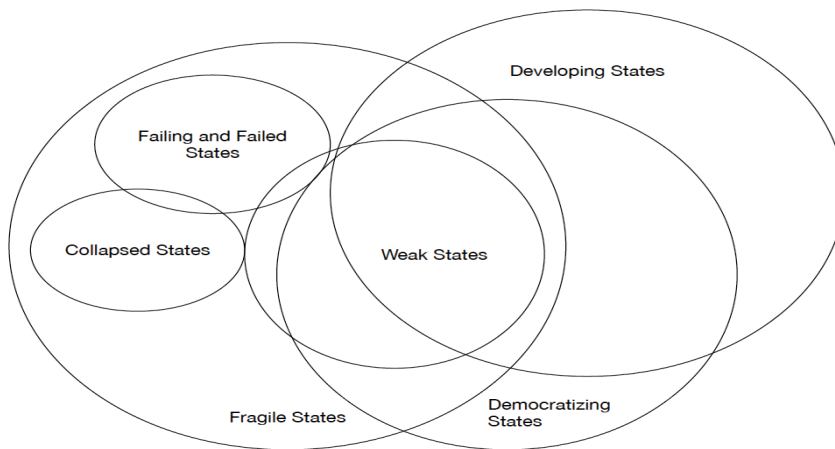 Developing States
Failing and Failed
States
Collapsed States
Weak States
Fragile States
Democratizing
States